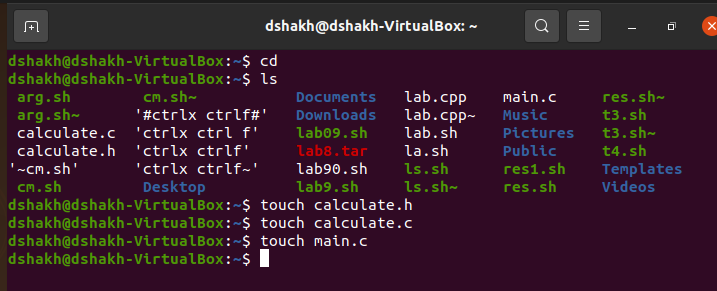 dshakh@dshakh-VirtualBox: ~
dshakh@dshakh-VirtualBox:~$ cd
dshakh@dshakh-VirtualBox:~$ ls
arg.sh cm.sh~ Documents lab.cpp main.c res.sh~
arg.sh~ '#ctrlx ctrlf#' Downloads lab.cpp~ Music t3.sh
calculate.c 'ctrlx ctrl f' lab09.sh lab.sh Pictures t3.sh~
calculate.h 'ctrlx ctrlf' lab8.tar la.sh Public t4.sh
'~cm.sh' 'ctrlx ctrlf~' lab90.sh ls.sh res1.sh Templates
cm.sh Desktop lab9.sh ls.sh~ res.sh Videos
dshakh@dshakh-VirtualBox:~$ touch calculate.h
dshakh@dshakh-VirtualBox:~$ touch calculate.c
dshakh@dshakh-VirtualBox:~$ touch main.c
dshakh@dshakh-VirtualBox:~$